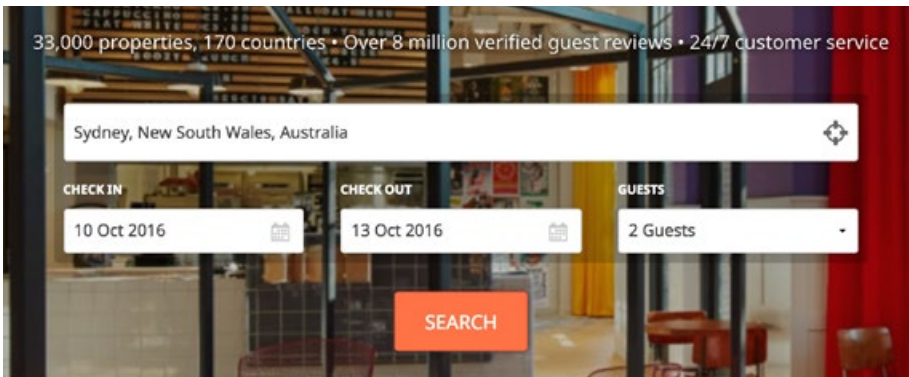 33,000 properties, 170 countries • Over 8 million verified guest reviews • 24/7 customer service
Sydney, New South Wales, Australia
CHECK IN
CHECK OUT
GUESTS
10 Oct 2016
13 Oct 2016
2 Guests
SEARCH